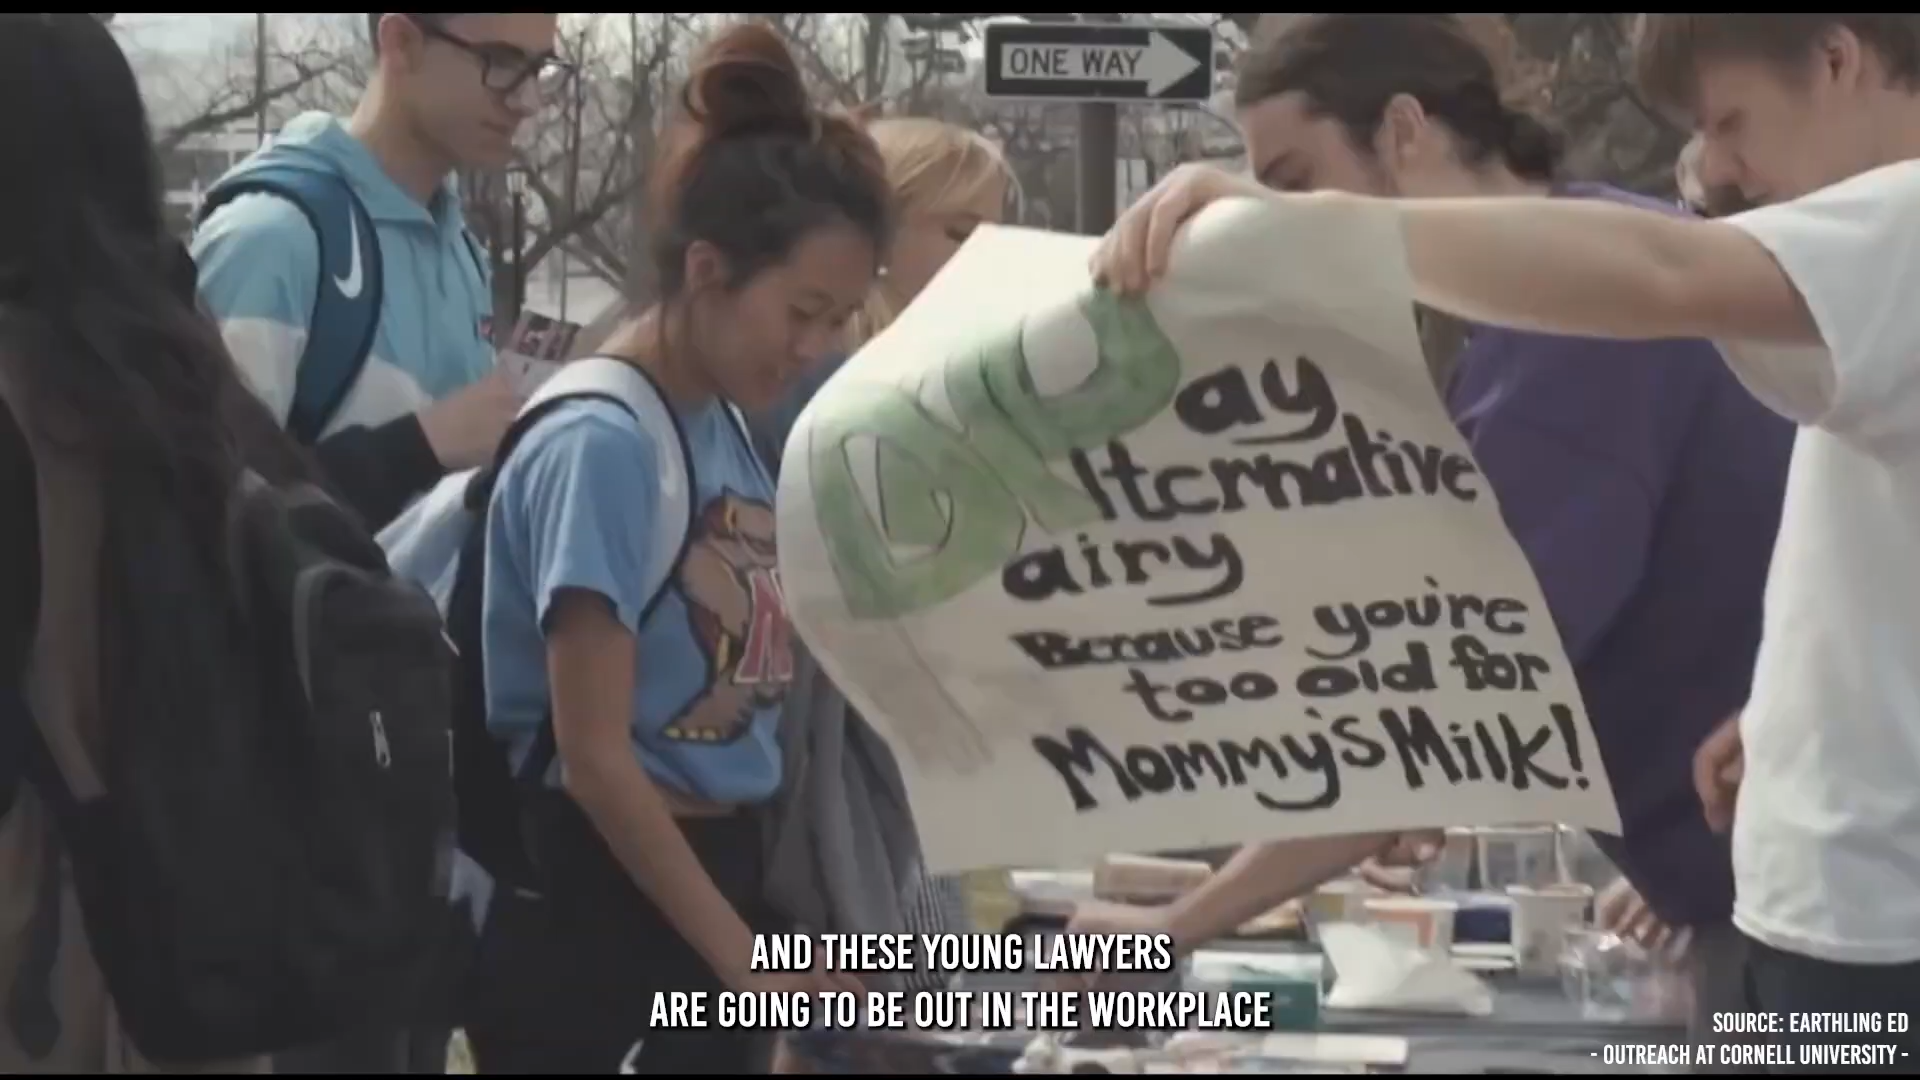 ONE WAY
DAD
ay
lternative
airy
Because you're
too old for
Mommy's Milk!
N
AND THESE YOUNG LAWYERS
ARE GOING TO BE OUT IN THE WORKPLACE
SOURCE: EARTHLING ED
- OUTREACH AT CORNELL UNIVERSITY -